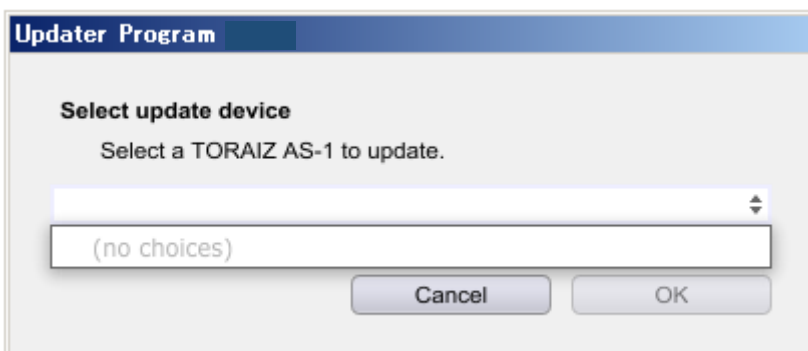 Updater Program
Select update device
Select a TORAIZ AS-1 to update.
(no choices)
Cancel
OK